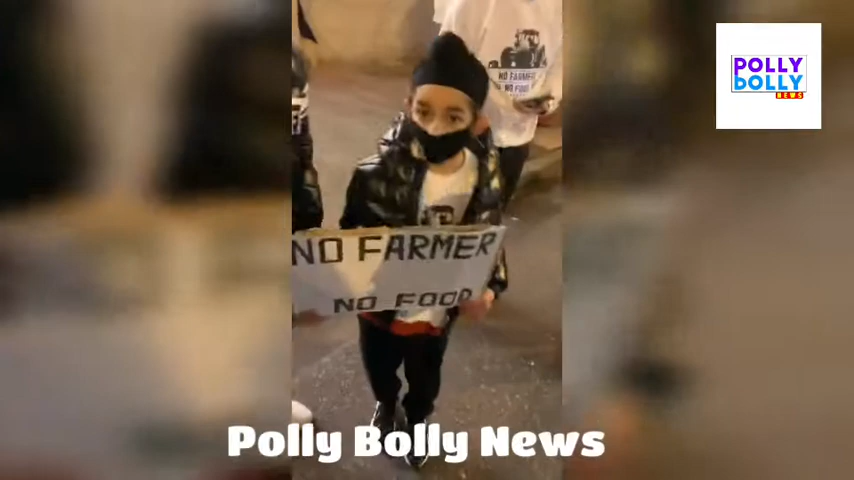 POLLY
BOLLY
NEWS
NO FARMER
NO FOOD
NO FARMER
NO FOOD
Polly Bolly News